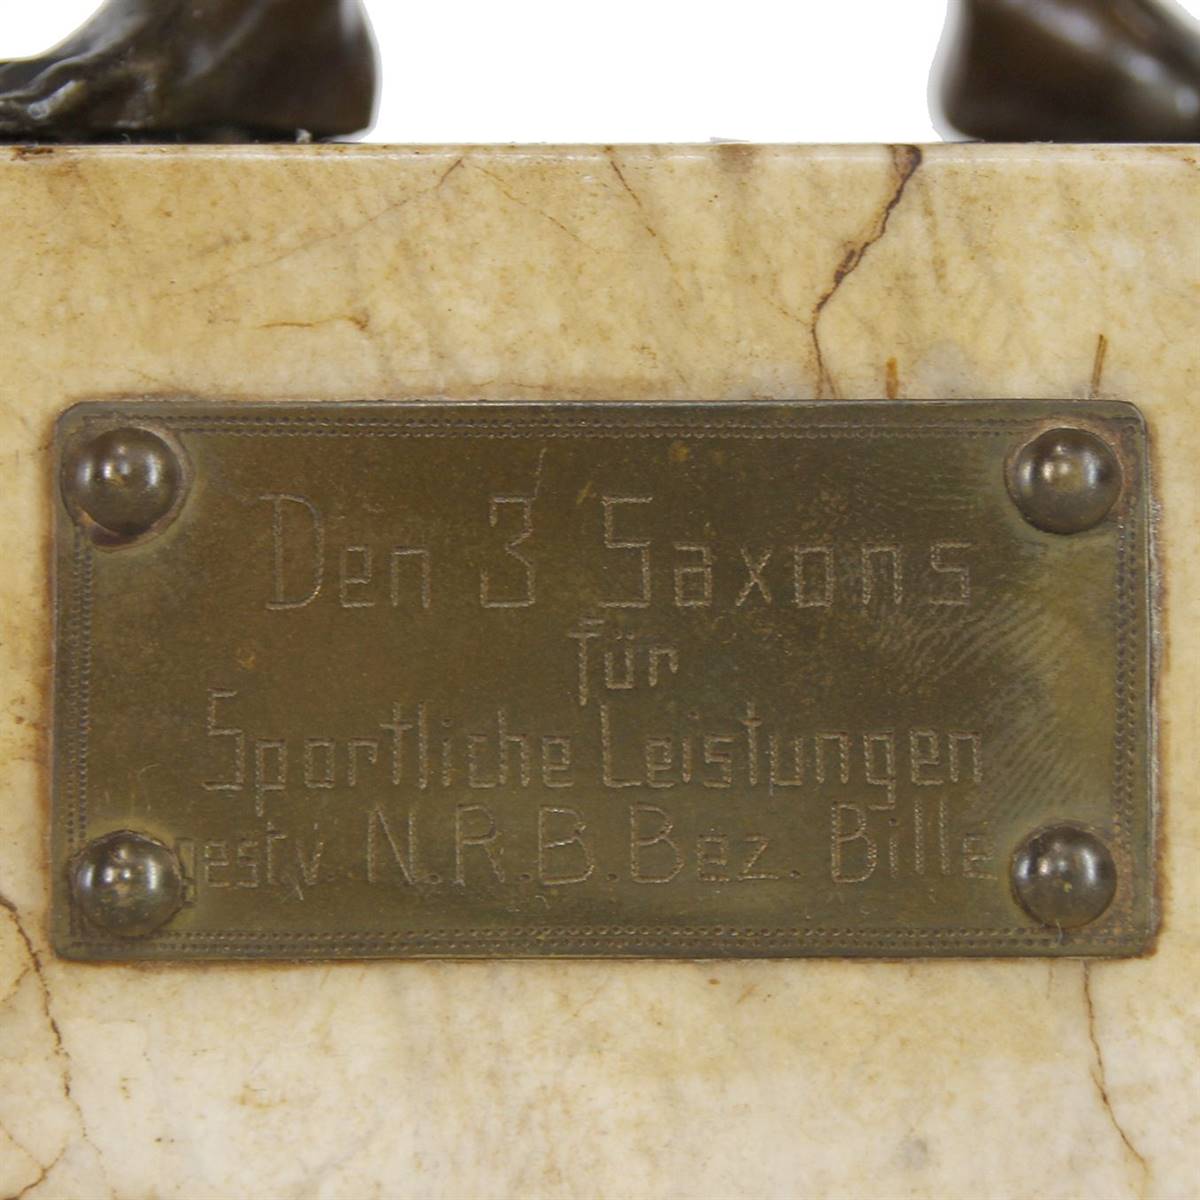 Den 3 Saxons
für
Sportliche Leistungen
gest. v. N.R.B. Bez. Bille